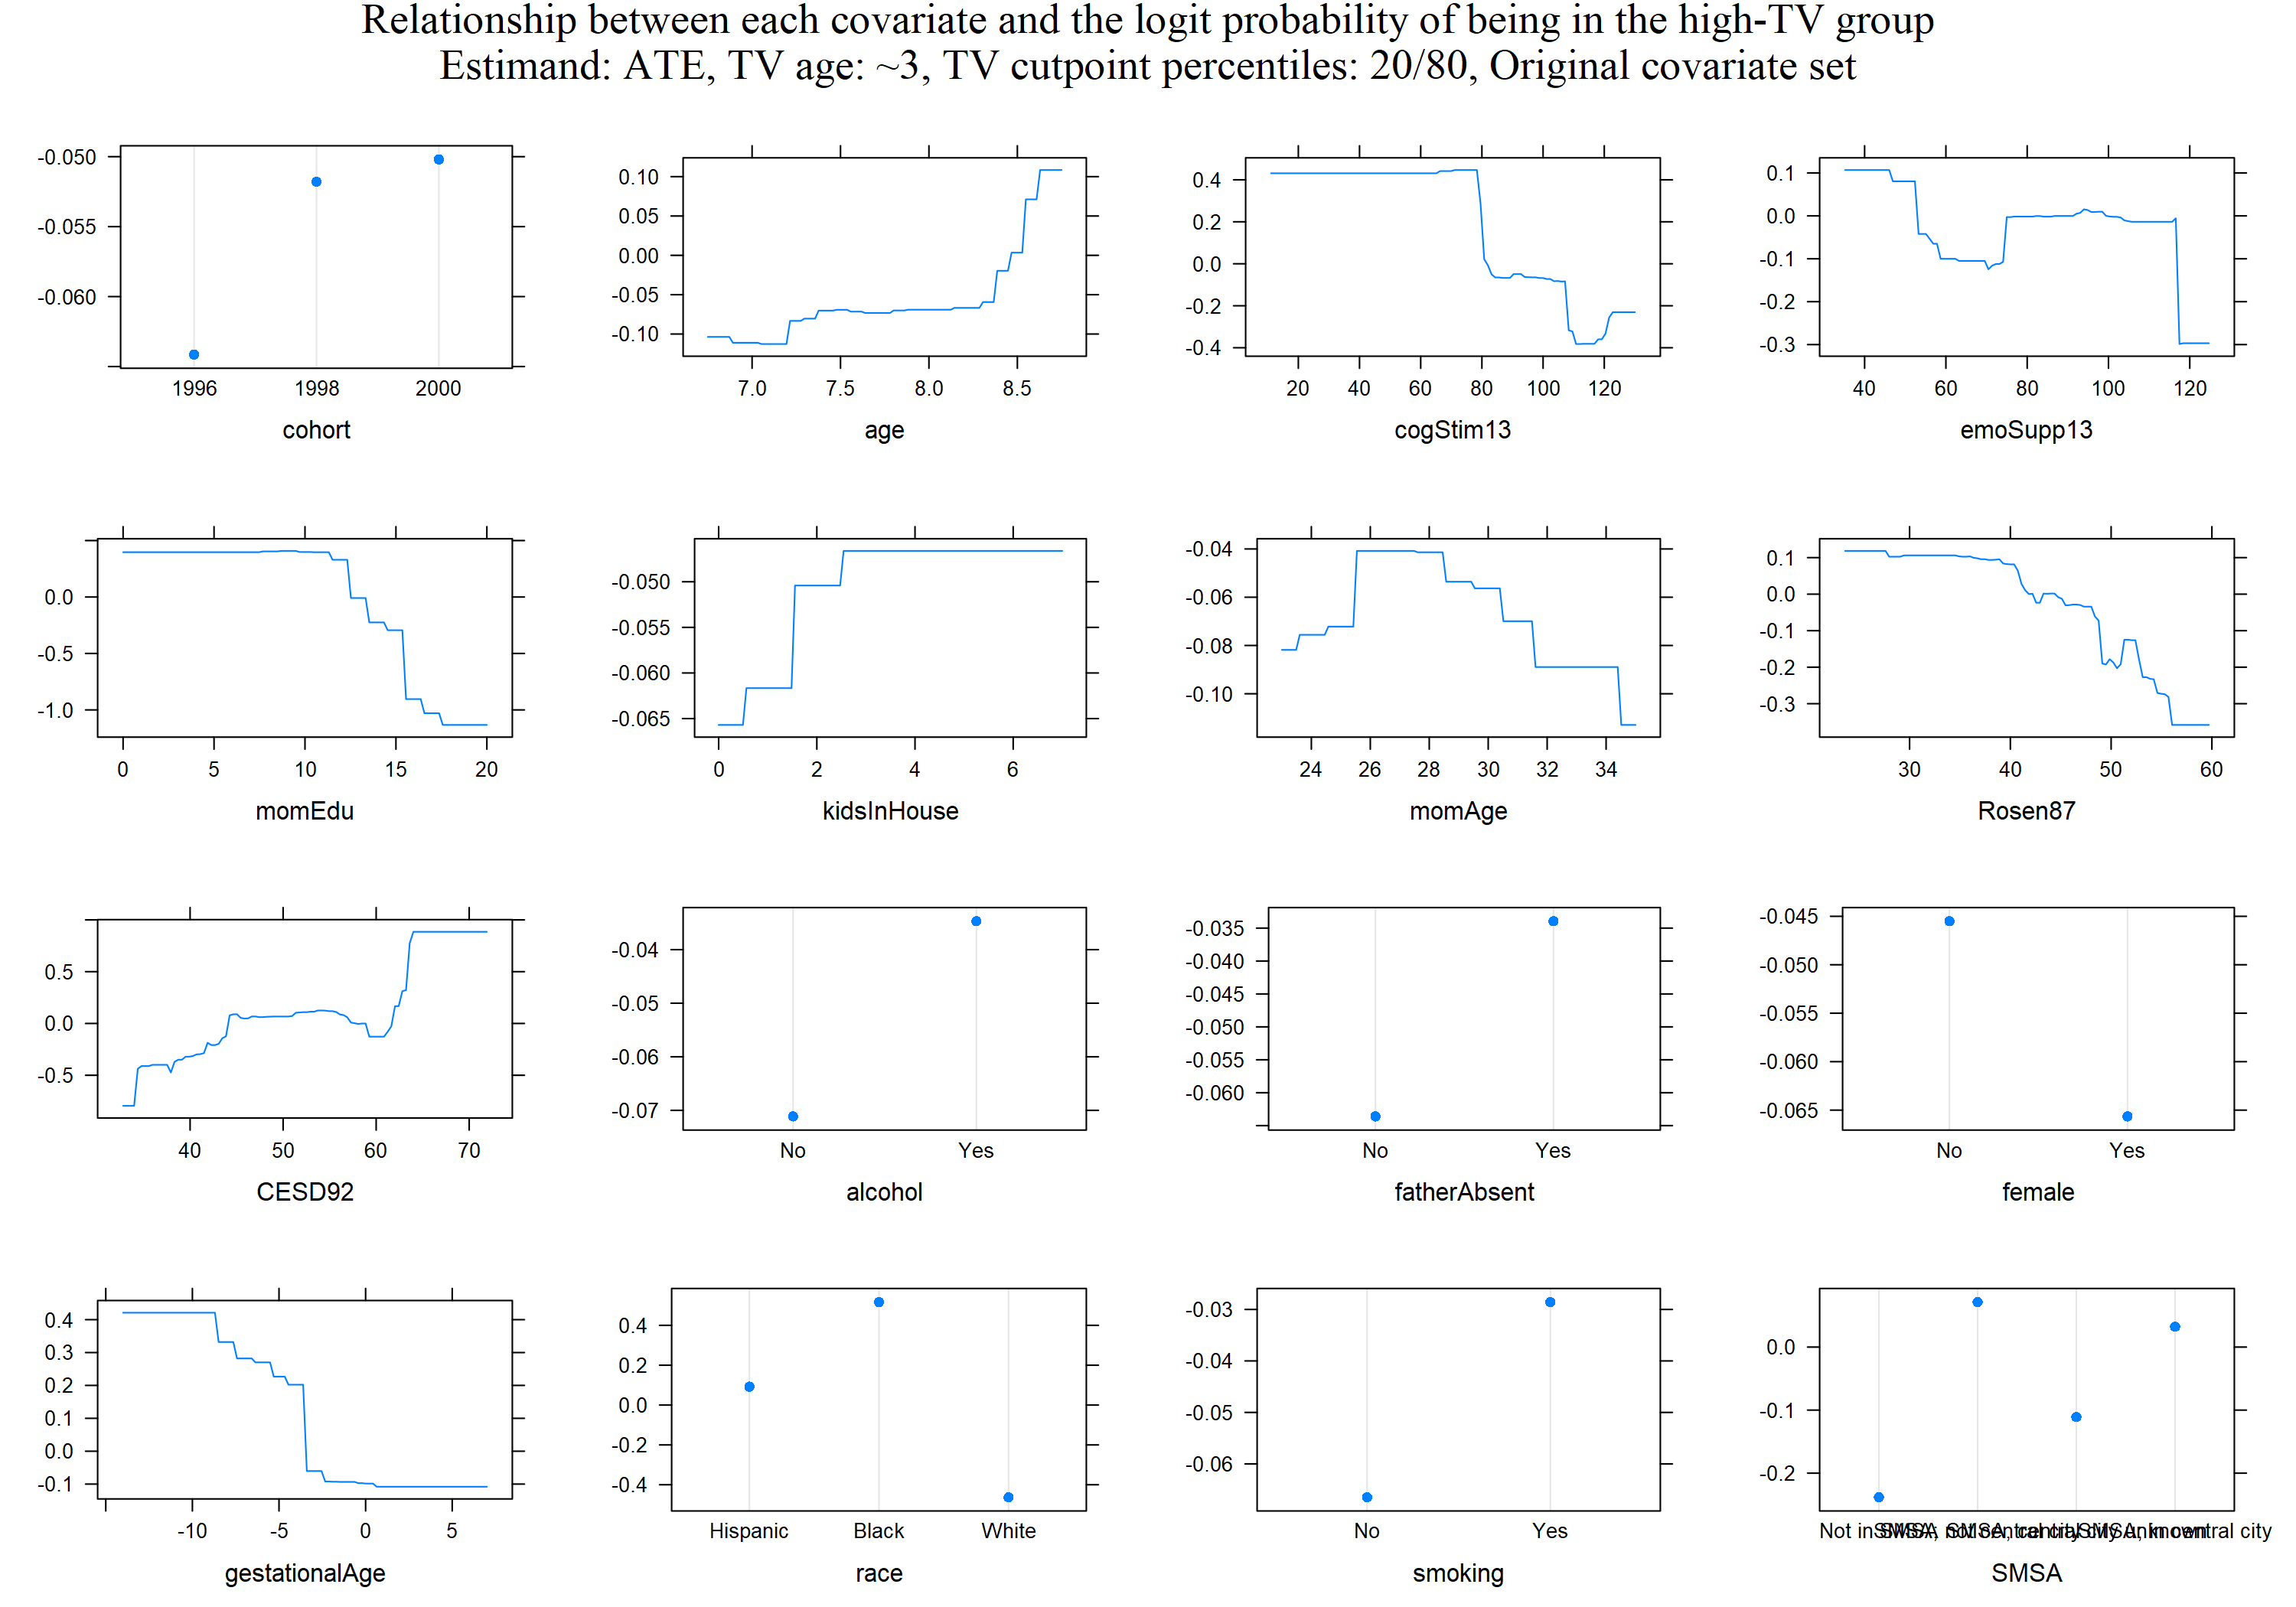 Relationship between each covariate and the logit probability of being in the high-TV group
Estimand: ATE, TV age: ~3, TV cutpoint percentiles: 20/80, Original covariate set
-0.050
-0.055
-0.060
1996 1998 2000
cohort
0.10
0.05
0.00
-0.05
-0.10
7.0 7.5 8.0 8.5
age
0.4
0.2
0.0
-0.2
-0.4
20 40 60 80 100 120
cogStim13
0.1
0.0
-0.1
-0.2
-0.3
40 60 80 100 120
emoSupp13
0.0
-0.5
-1.0
0 5 10 15 20
momEdu
-0.050
-0.055
-0.060
-0.065
0 2 4 6
kidsInHouse
-0.04
-0.06
-0.08
-0.10
24 26 28 30 32 34
momAge
0.1
0.0
-0.1
-0.2
-0.3
30 40 50 60
Rosen87
0.5
0.0
-0.5
40 50 60 70
CESD92
-0.04
-0.05
-0.06
-0.07
No Yes
alcohol
-0.035
-0.040
-0.045
-0.050
-0.055
-0.060
No Yes
fatherAbsent
-0.045
-0.050
-0.055
-0.060
-0.065
No Yes
female
0.4
0.3
0.2
0.1
0.0
-0.1
-10 -5 0 5
gestationalAge
0.4
0.2
0.0
-0.2
-0.4
Hispanic Black White
race
-0.03
-0.04
-0.05
-0.06
No Yes
smoking
0.0
-0.1
-0.2
Not in central city
SMSA